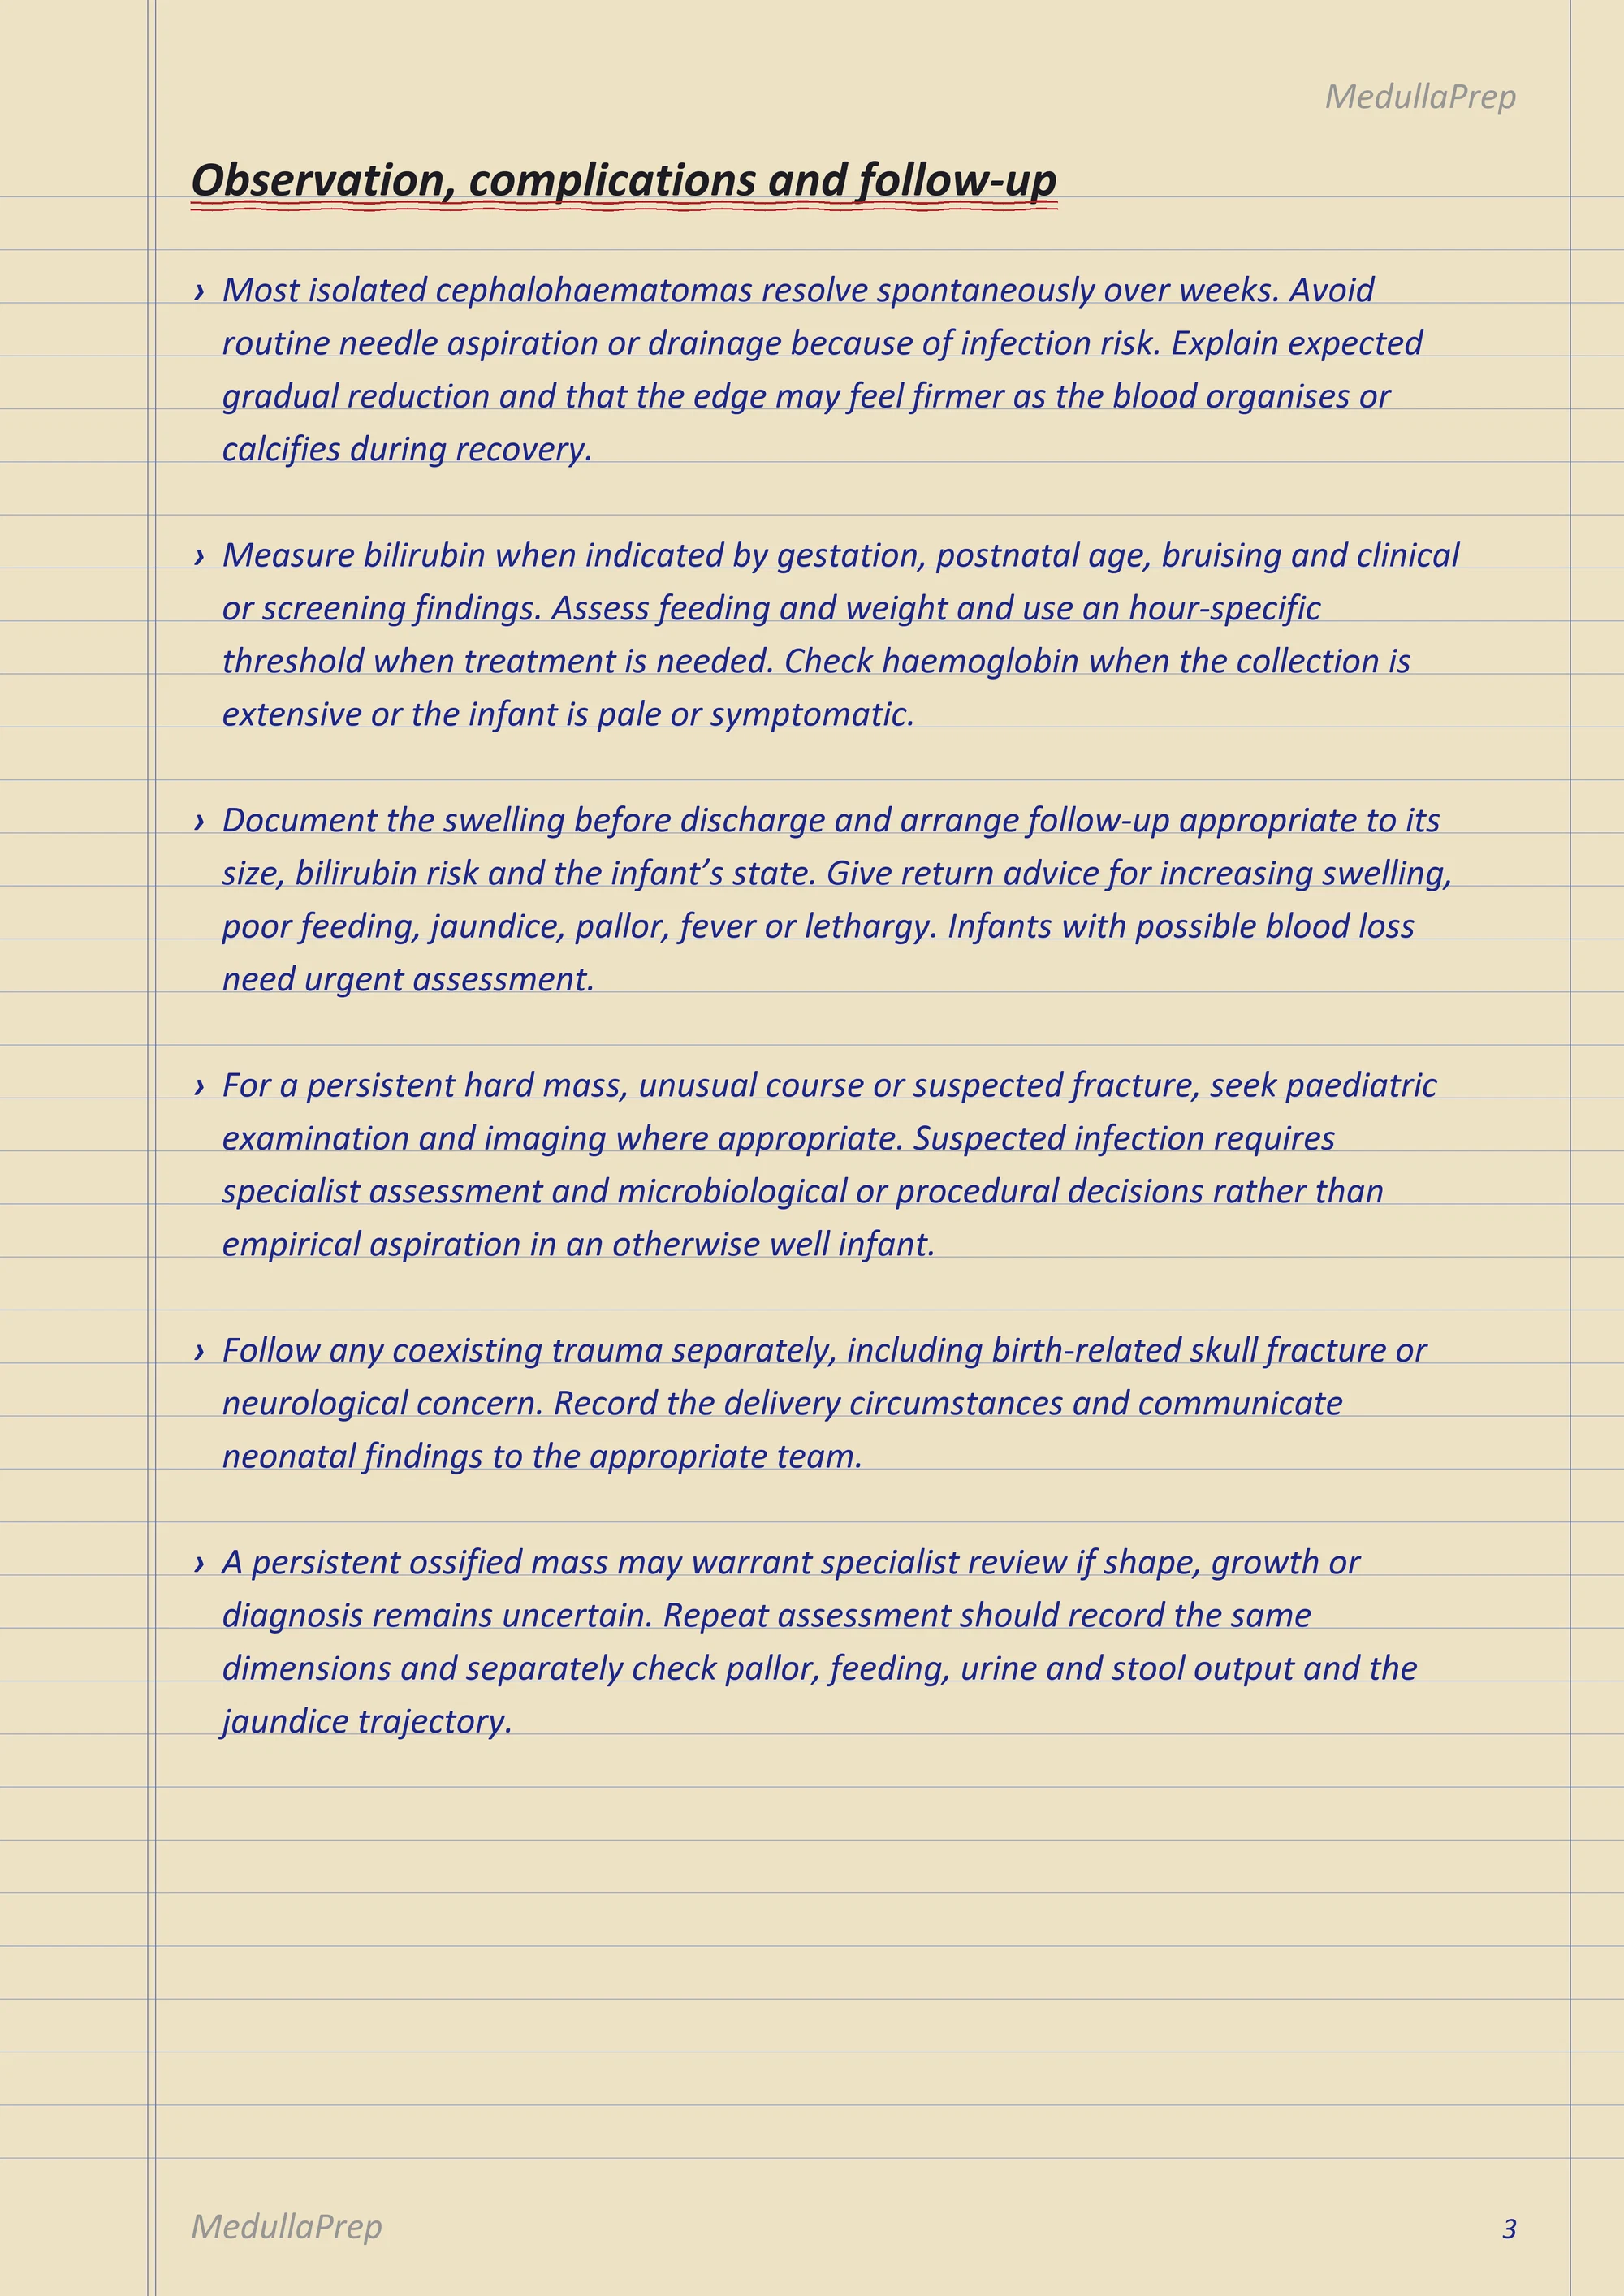 MedullaPrep
Observation, complications and follow-up
› Most isolated cephalohaematomas resolve spontaneously over weeks. Avoid
routine needle aspiration or drainage because of infection risk. Explain expected
gradual reduction and that the edge may feel firmer as the blood organises or
calcifies during recovery.
› Measure bilirubin when indicated by gestation, postnatal age, bruising and clinical
or screening findings. Assess feeding and weight and use an hour-specific
threshold when treatment is needed. Check haemoglobin when the collection is
extensive or the infant is pale or symptomatic.
› Document the swelling before discharge and arrange follow-up appropriate to its
size, bilirubin risk and the infant’s state. Give return advice for increasing swelling,
poor feeding, jaundice, pallor, fever or lethargy. Infants with possible blood loss
need urgent assessment.
› For a persistent hard mass, unusual course or suspected fracture, seek paediatric
examination and imaging where appropriate. Suspected infection requires
specialist assessment and microbiological or procedural decisions rather than
empirical aspiration in an otherwise well infant.
› Follow any coexisting trauma separately, including birth-related skull fracture or
neurological concern. Record the delivery circumstances and communicate
neonatal findings to the appropriate team.
› A persistent ossified mass may warrant specialist review if shape, growth or
diagnosis remains uncertain. Repeat assessment should record the same
dimensions and separately check pallor, feeding, urine and stool output and the
jaundice trajectory.
MedullaPrep
3